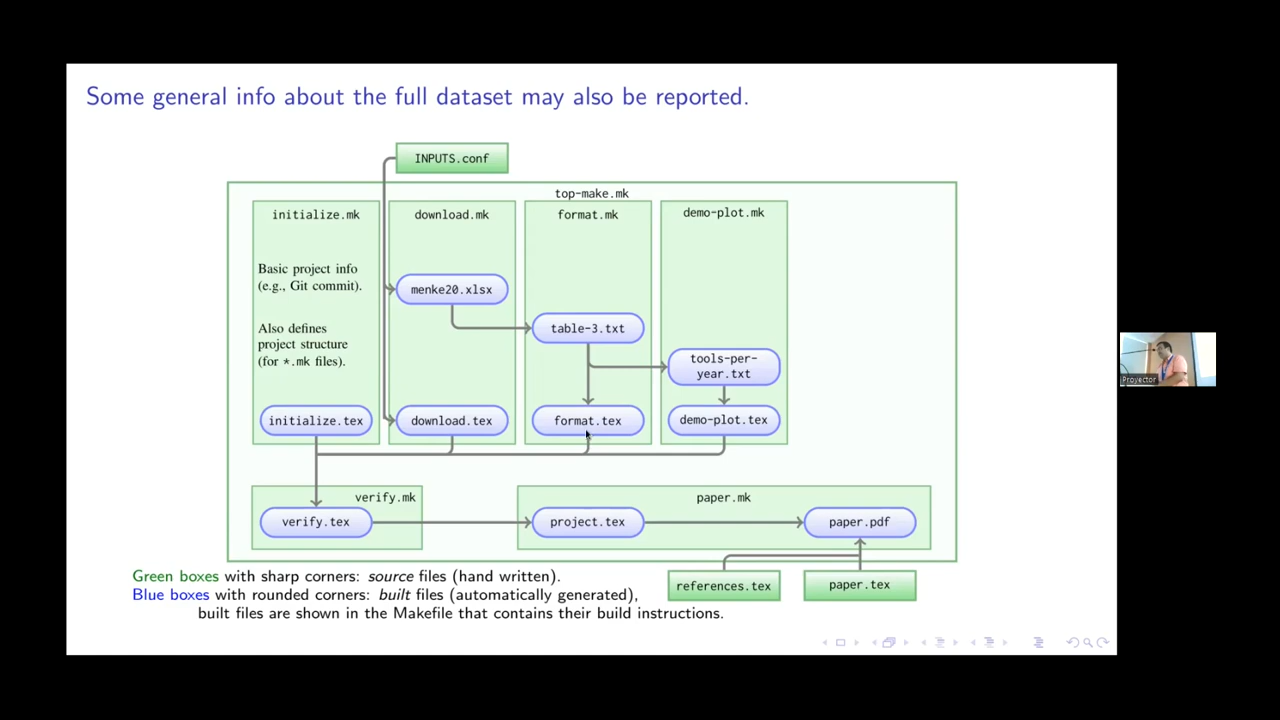 Some general info about the full dataset may also be reported.
INPUTS.conf
top-make.mk
initialize.mk
download.mk
format.mk
demo-plot.mk
Basic project info
(e.g., Git commit).
Also defines
project structure
(for *.mk files).
menke20.xlsx
table-3.txt
tools-per-
year.txt
initialize.tex
download.tex
format.tex
demo-plot.tex
verify.mk
paper.mk
verify.tex
project.tex
paper.pdf
references.tex
paper.tex
Green boxes with sharp corners: source files (hand written).
Blue boxes with rounded corners: built files (automatically generated),
built files are shown in the Makefile that contains their build instructions.
Proyector